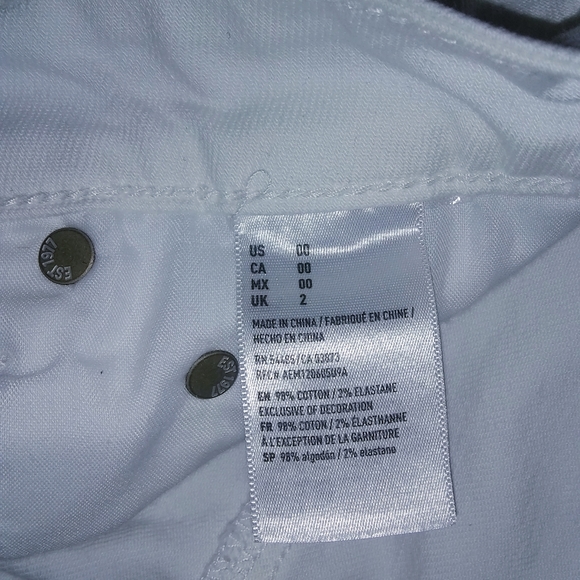 US 00
CA 00
MX 00
UK 2
MADE IN CHINA / FABRIQUÉ EN CHINE /
HECHO EN CHINA
RN 54485 / CA 03873
RFC# AEM12060509A
EN 98% COTTON / 2% ELASTANE
EXCLUSIVE OF DECORATION
FR 98% COTON / 2% ÉLASTHANNE
À L'EXCEPTION DE LA GARNITURE
SP 98% algodón / 2% elastano
EST 1977
EST 1977